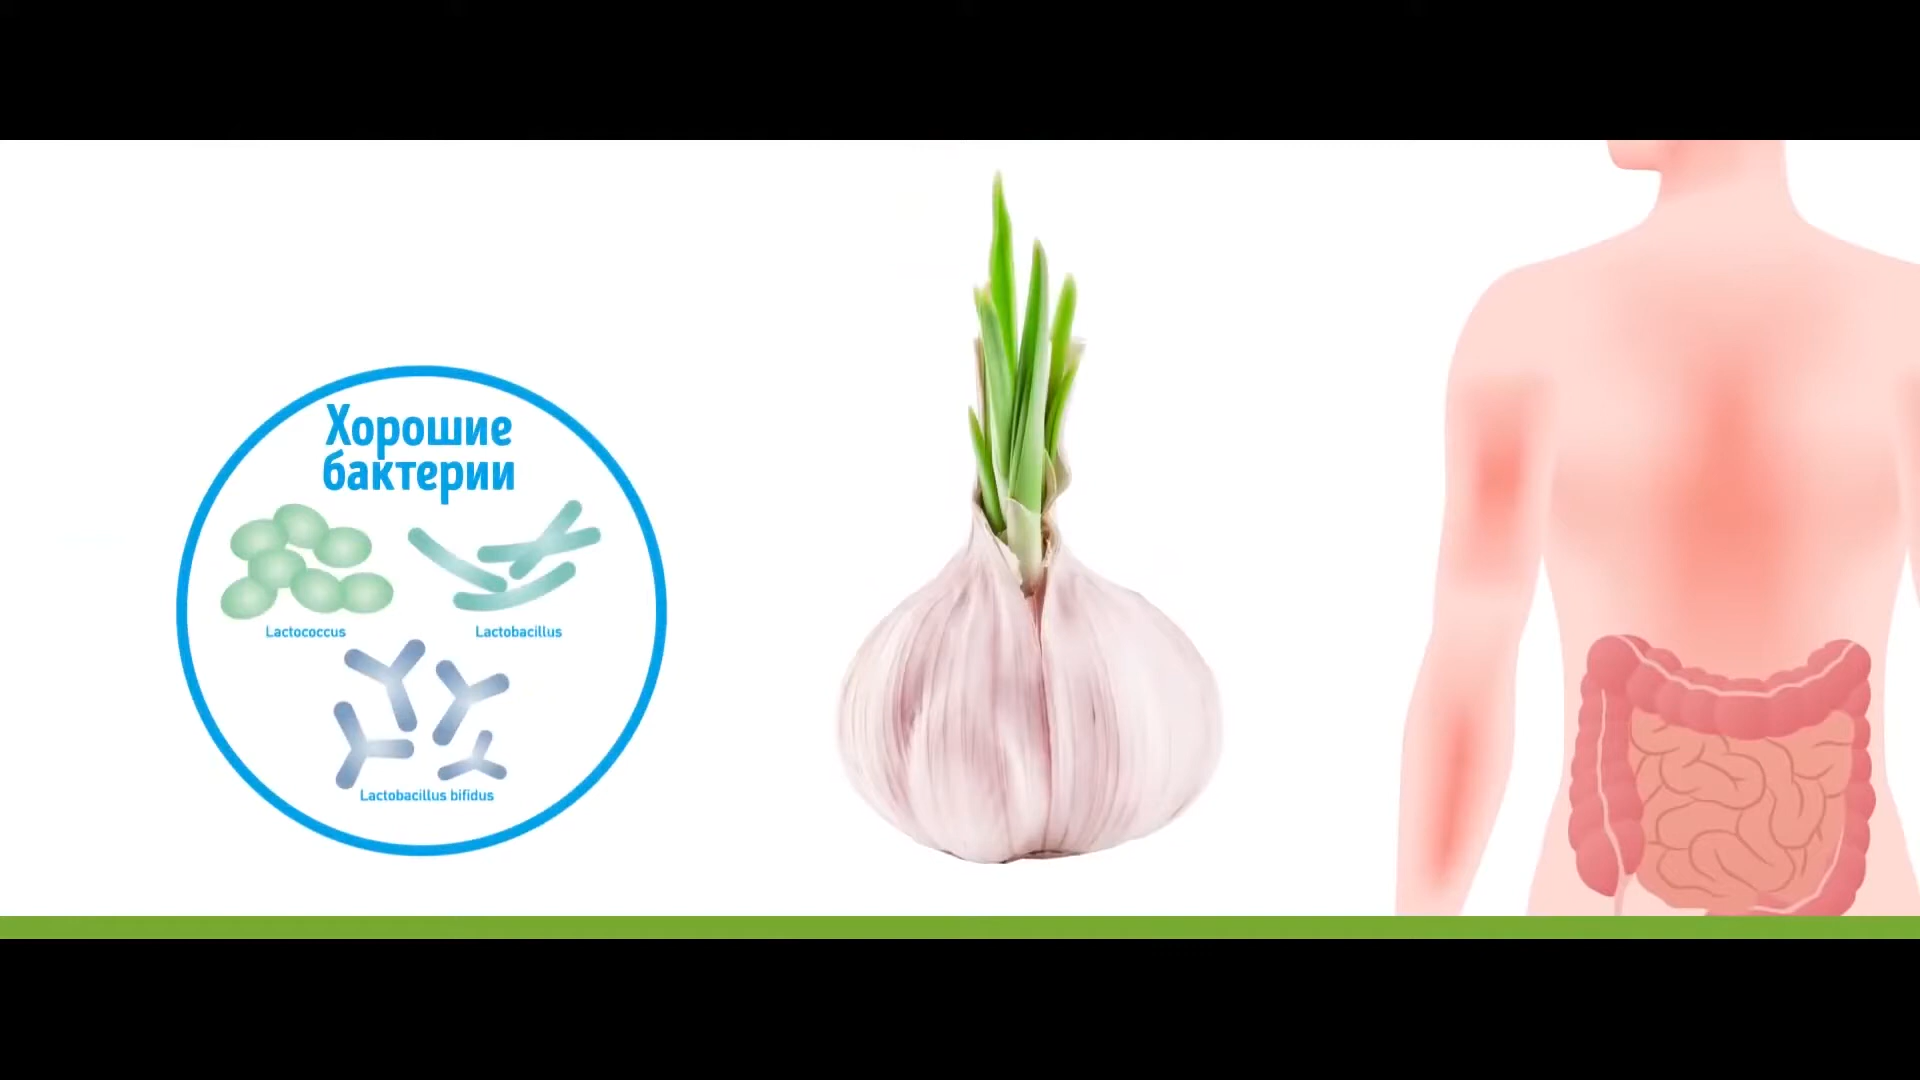 Хорошие
бактерии
Lactococcus
Lactobacillus
Lactobacillus bifidus